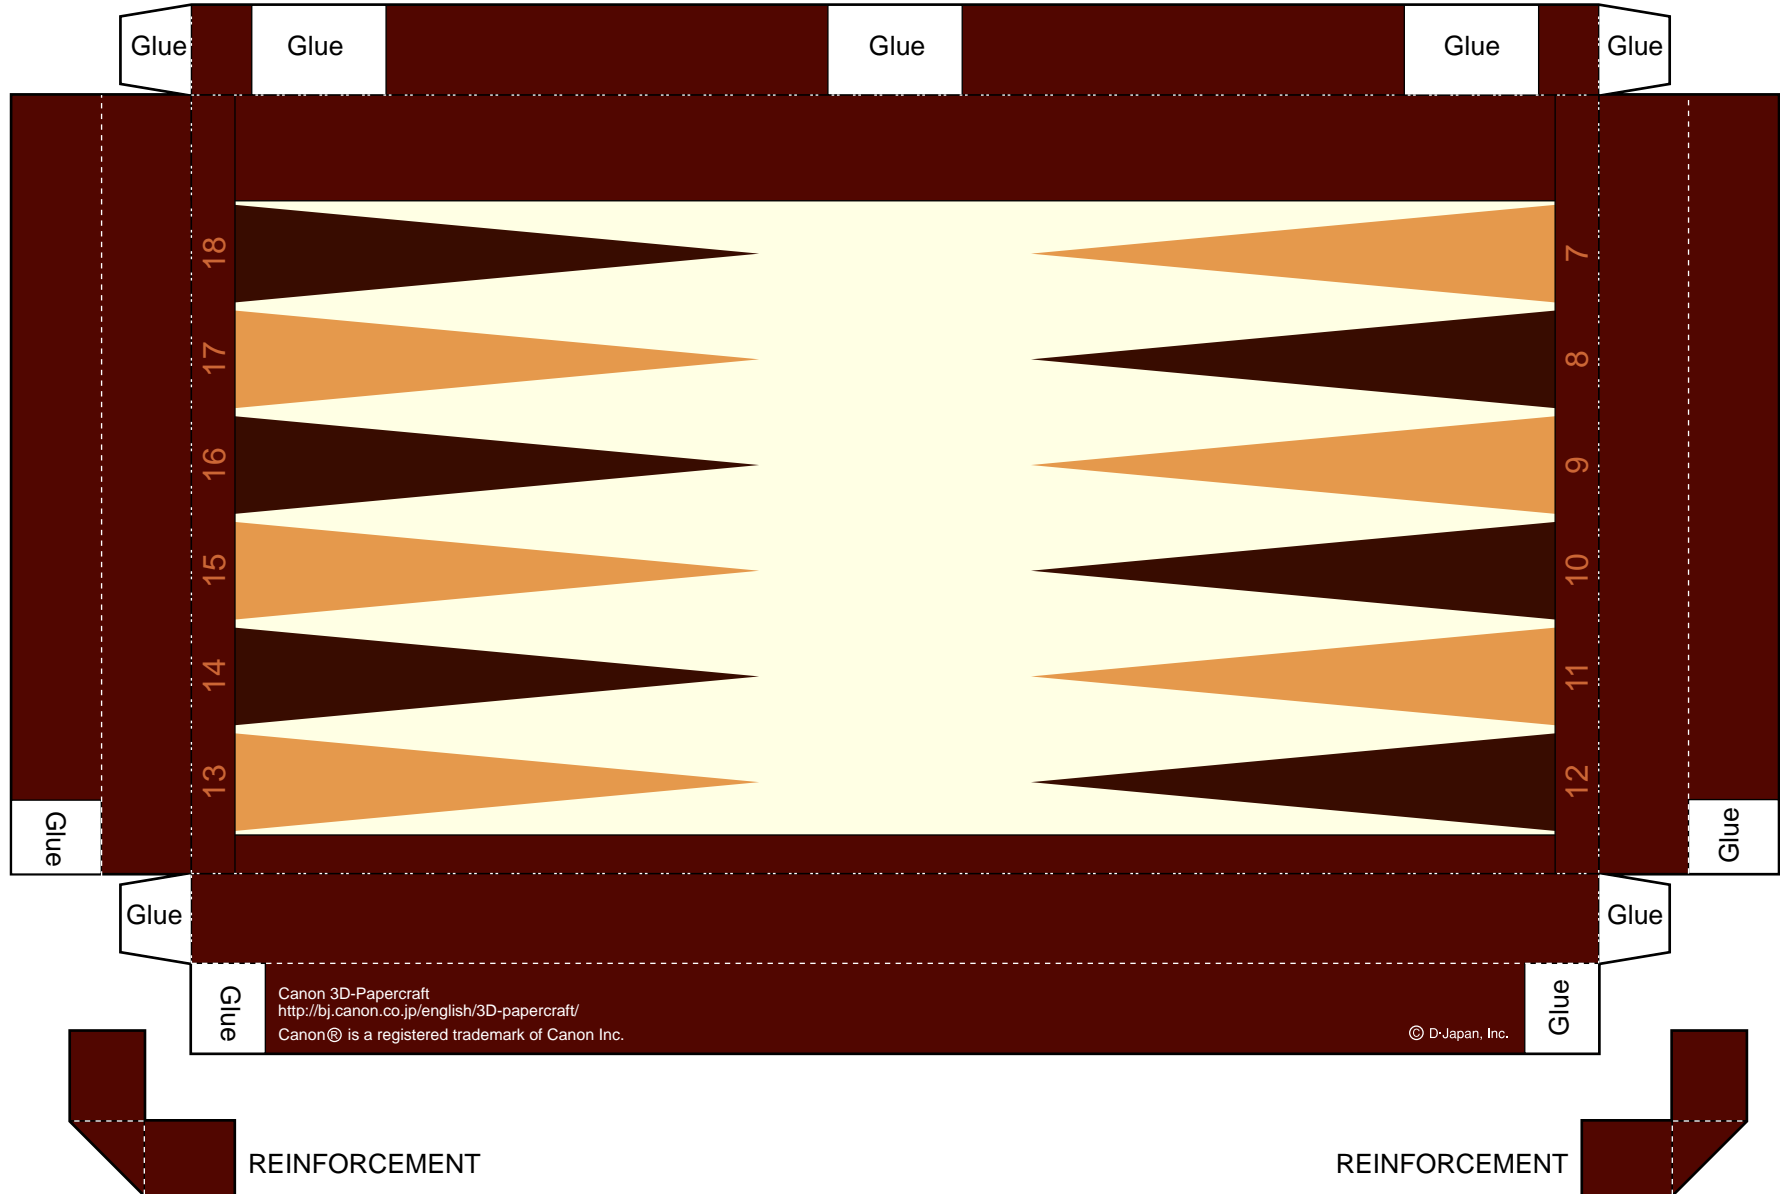 Glue
Glue
Glue
Glue
Glue
18
7
17
8
16
9
15
10
14
11
13
12
Glue
Glue
Glue
Glue
Glue
Canon 3D-Papercraft
http://bj.canon.co.jp/english/3D-papercraft/
Canon® is a registered trademark of Canon Inc.
© D·Japan, Inc.
Glue
REINFORCEMENT
REINFORCEMENT